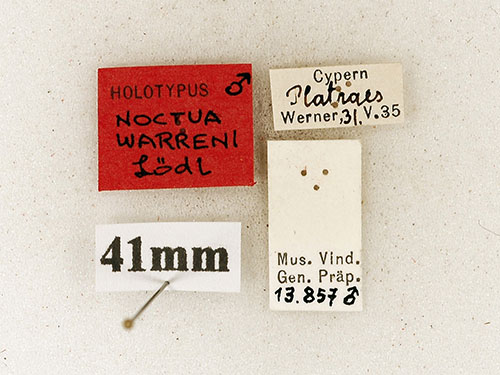 HOLOTYPUS ♂
NOCTUA
WARRENI
Lödl
Cypern
Platraes
Werner, 31. V. 35
41mm
Mus. Vind.
Gen. Präp.
13.857 ♂